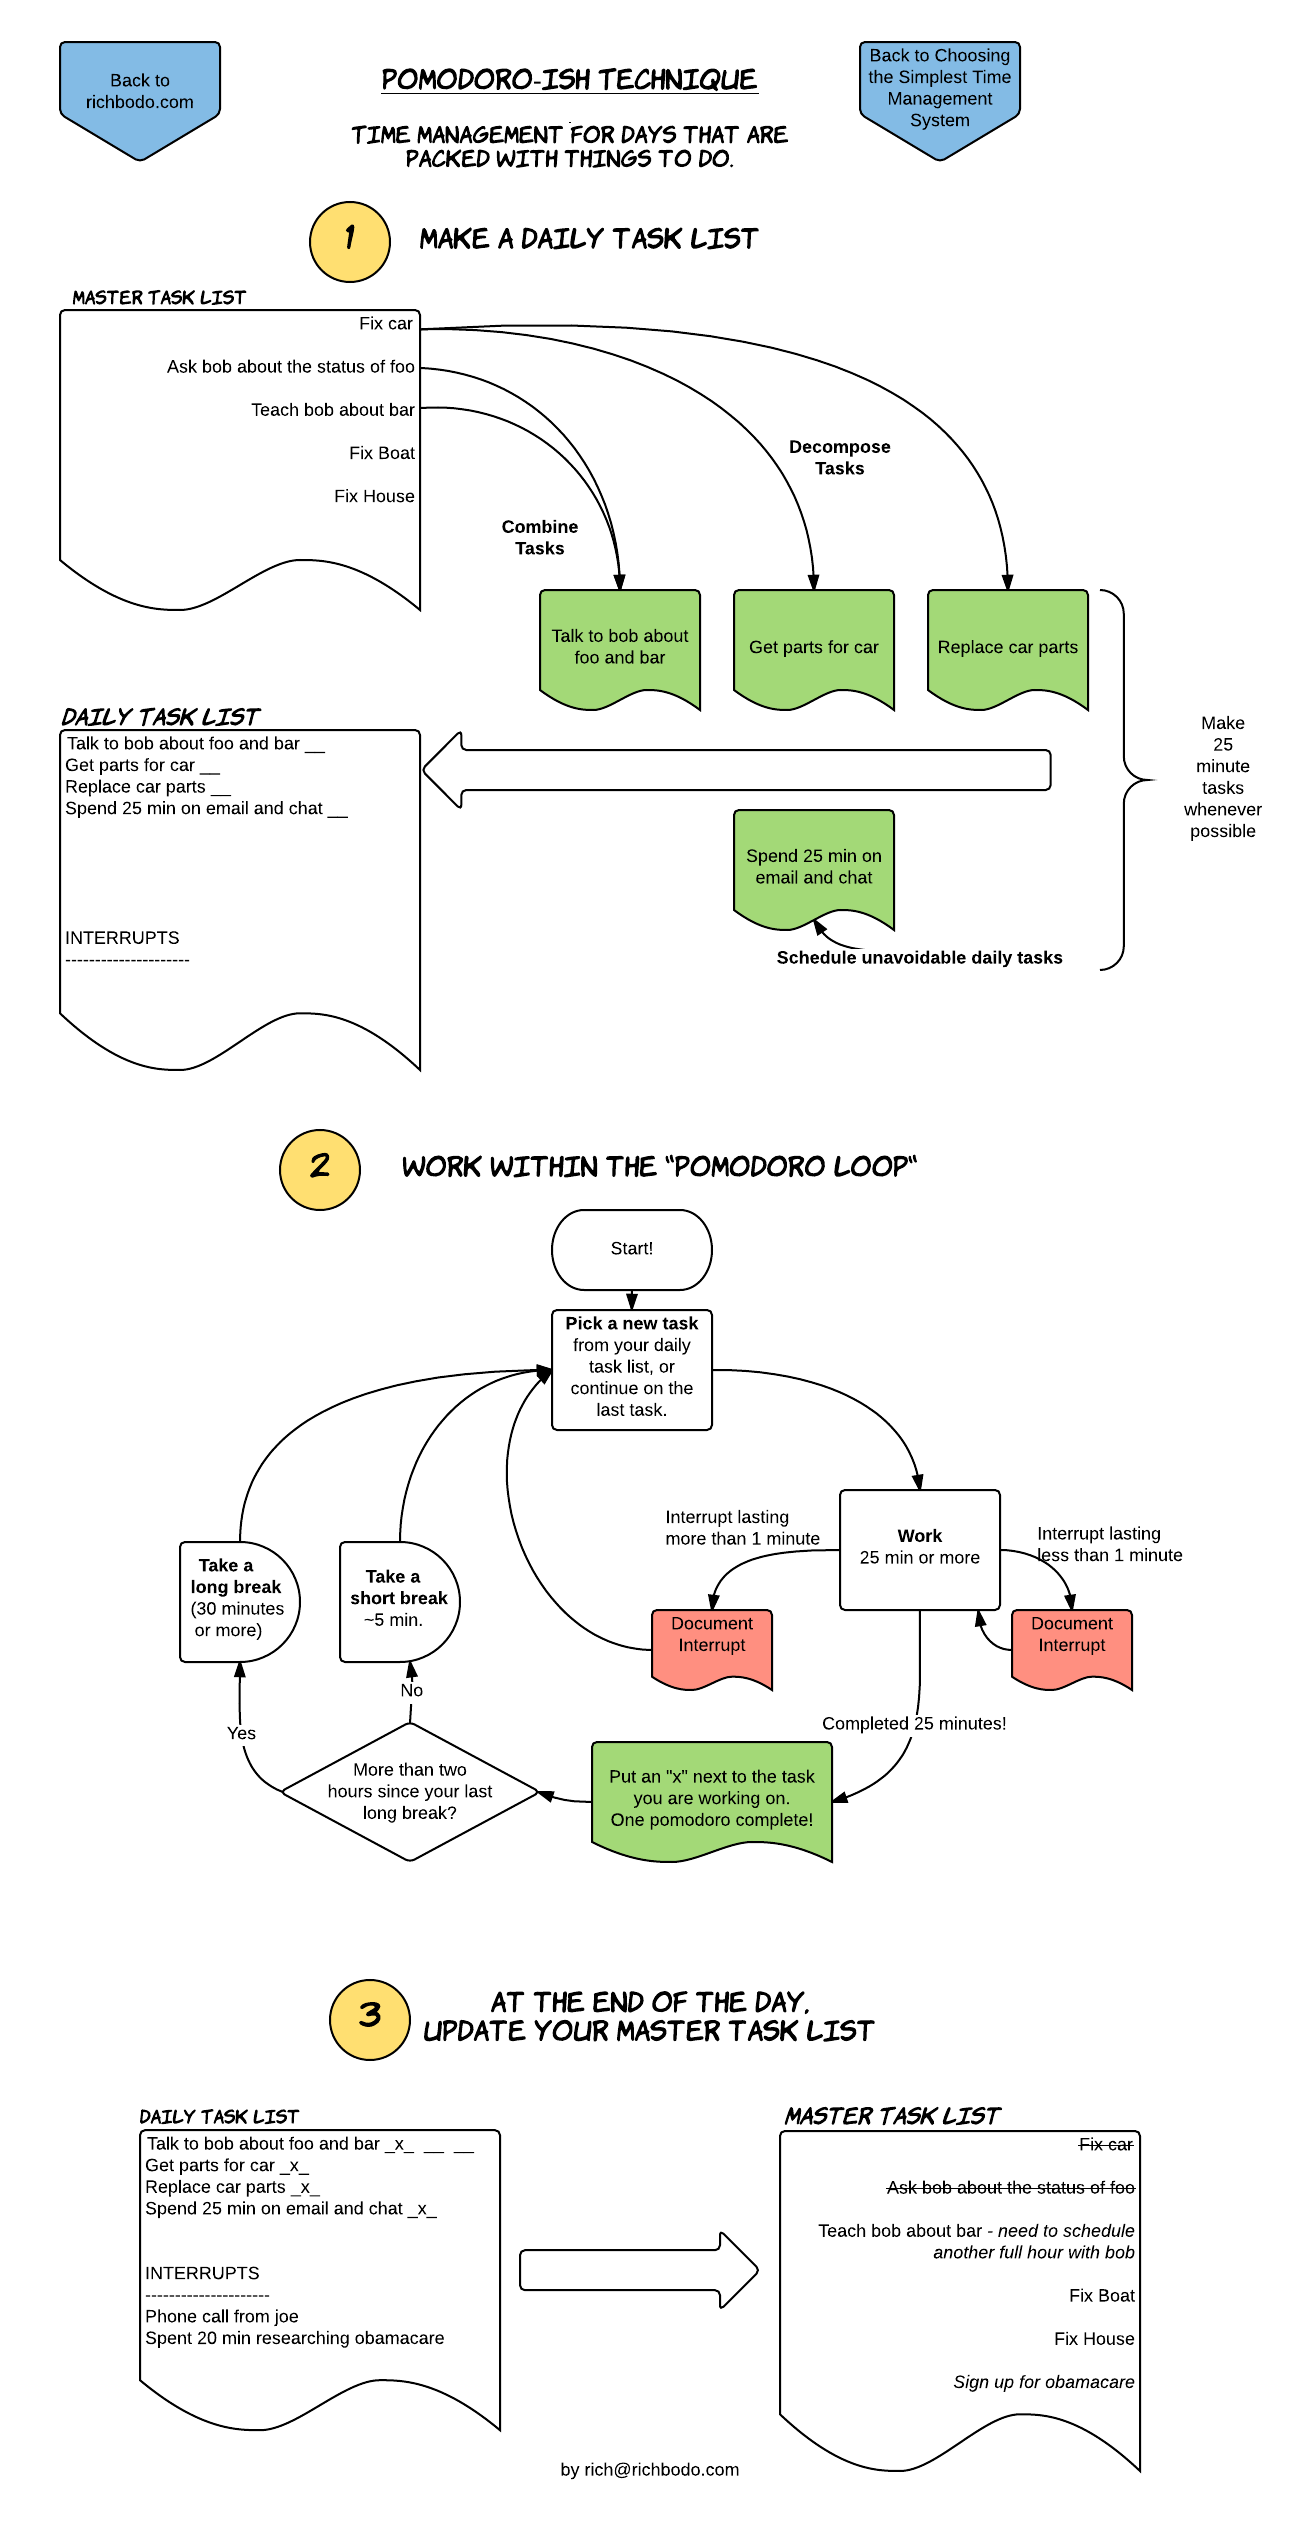 Back to
richbodo.com
POMODORO-ISH TECHNIQUE
TIME MANAGEMENT FOR DAYS THAT ARE
PACKED WITH THINGS TO DO.
Back to Choosing
the Simplest Time
Management
System
1
MAKE A DAILY TASK LIST
MASTER TASK LIST
Fix car
Ask bob about the status of foo
Teach bob about bar
Fix Boat
Fix House
Decompose
Tasks
Combine
Tasks
Talk to bob about
foo and bar
Get parts for car
Replace car parts
Make
25
minute
tasks
whenever
possible
DAILY TASK LIST
Talk to bob about foo and bar __
Get parts for car __
Replace car parts __
Spend 25 min on email and chat __
INTERRUPTS
---------------------
Spend 25 min on
email and chat
Schedule unavoidable daily tasks
2
WORK WITHIN THE "POMODORO LOOP"
Start!
Pick a new task
from your daily
task list, or
continue on the
last task.
Work
25 min or more
Interrupt lasting
more than 1 minute
Interrupt lasting
less than 1 minute
Document
Interrupt
Document
Interrupt
Take a
long break
(30 minutes
or more)
Take a
short break
~5 min.
No
Yes
Completed 25 minutes!
More than two
hours since your last
long break?
Put an "x" next to the task
you are working on.
One pomodoro complete!
3
AT THE END OF THE DAY,
UPDATE YOUR MASTER TASK LIST
DAILY TASK LIST
Talk to bob about foo and bar _x_ __ __
Get parts for car _x_
Replace car parts _x_
Spend 25 min on email and chat _x_
INTERRUPTS
---------------------
Phone call from joe
Spent 20 min researching obamacare
MASTER TASK LIST
Fix car
Ask bob about the status of foo
Teach bob about bar - need to schedule
another full hour with bob
Fix Boat
Fix House
Sign up for obamacare
by rich@richbodo.com